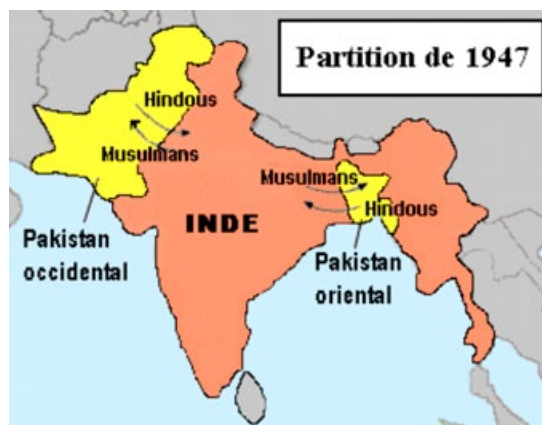 Partition de 1947
Hindous
Musulmans
Musulmans
INDE
Hindous
Pakistan
occidental
Pakistan
oriental